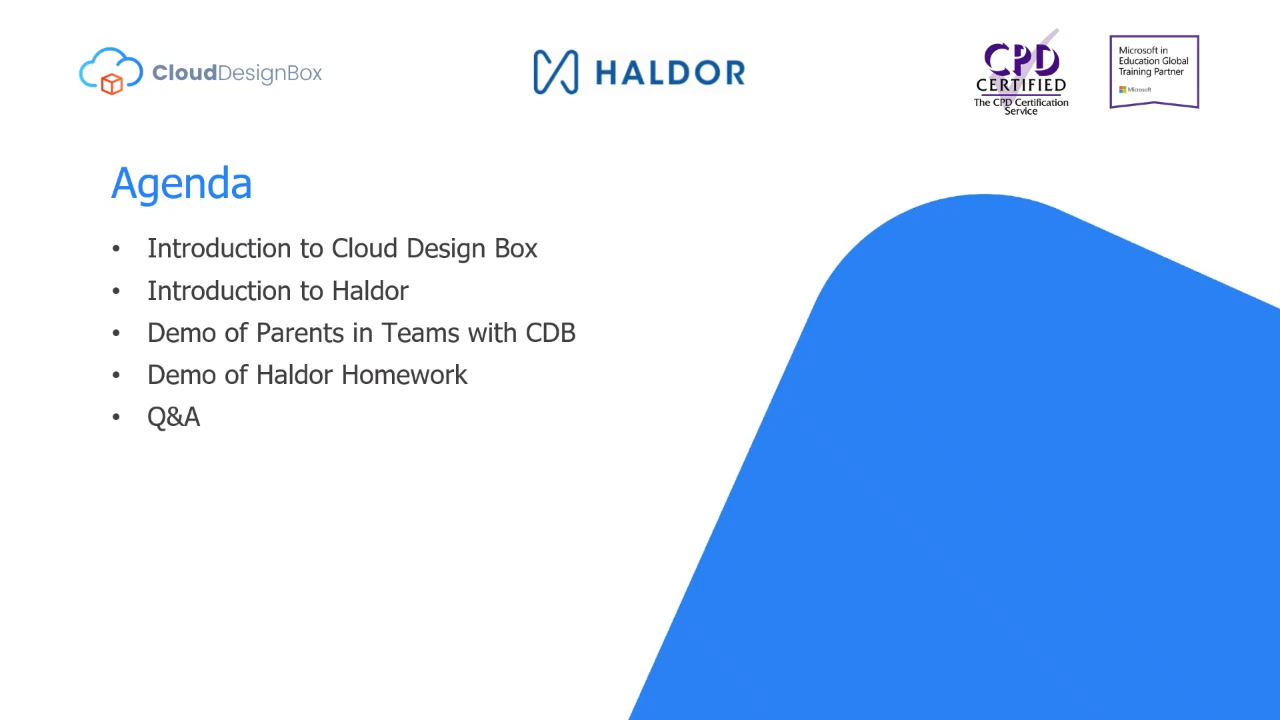 CloudDesignBox
HALDOR
CPD
CERTIFIED
The CPD Certification
Service
Microsoft in
Education Global
Training Partner
Microsoft
Agenda
• Introduction to Cloud Design Box
• Introduction to Haldor
• Demo of Parents in Teams with CDB
• Demo of Haldor Homework
• Q&A